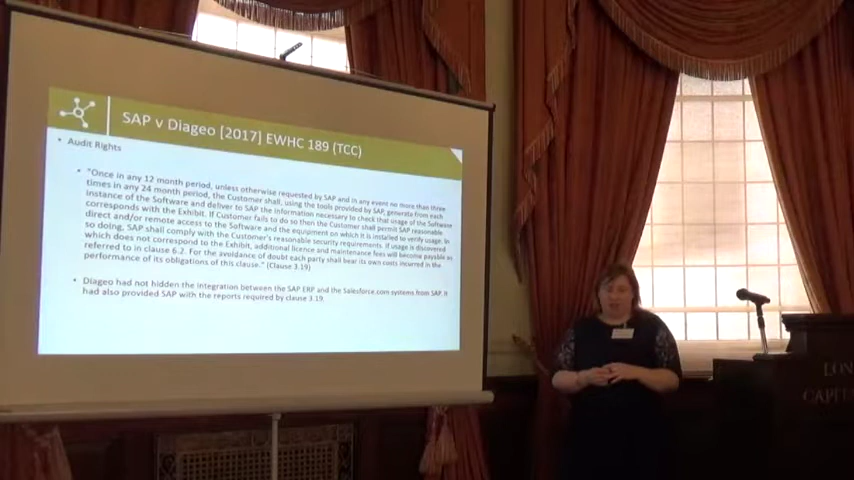 SAP v Diageo [2017] EWHC 189 (TCC)
• Audit Rights
• "Once in any 12 month period, unless otherwise requested by SAP and in any event no more than three
times in any 24 month period, the Customer shall, using the tools provided by SAP, generate from each
instance of the Software and deliver to SAP the information necessary to check that usage of the Software
corresponds with the Exhibit. If Customer fails to do so then the Customer shall permit SAP reasonable
direct and/or remote access to the Software and the equipment on which it is installed to verify usage. In
so doing, SAP shall comply with the Customer's reasonable security requirements. If usage is discovered
which does not correspond to the Exhibit, additional licence and maintenance fees will become payable as
referred to in clause 6.2. For the avoidance of doubt each party shall bear its own costs incurred in the
performance of its obligations of this clause." (Clause 3.19)
• Diageo had not hidden the integration between the SAP ERP and the Salesforce.com systems from SAP. It
had also provided SAP with the reports required by clause 3.19.
LON
CAPITAL